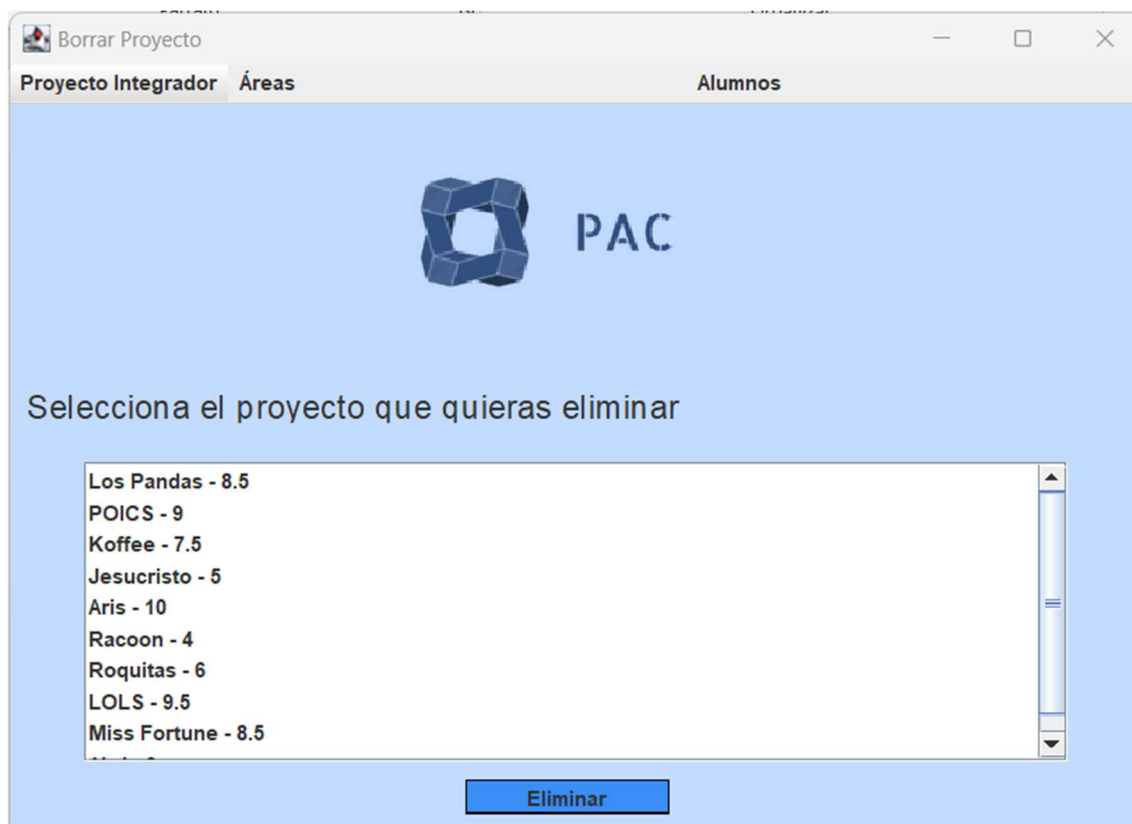 Borrar Proyecto
Proyecto Integrador Áreas Alumnos
PAC
Selecciona el proyecto que quieras eliminar
Los Pandas - 8.5
POICS - 9
Koffee - 7.5
Jesucristo - 5
Aris - 10
Racoon - 4
Roquitas - 6
LOLS - 9.5
Miss Fortune - 8.5
Eliminar